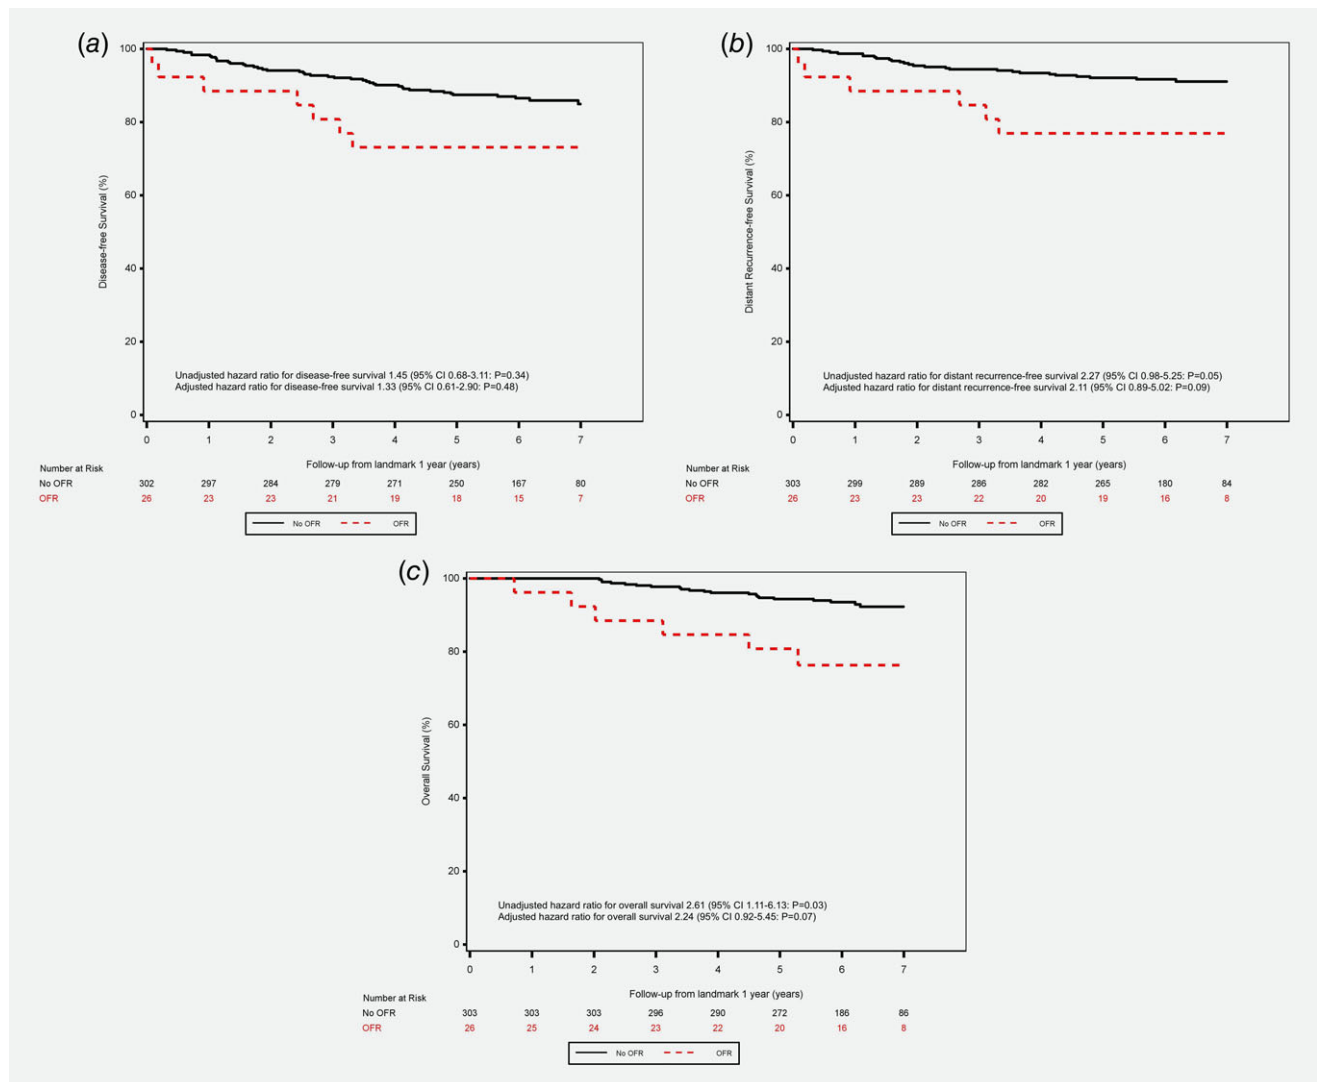 (a)
Disease-free Survival (%)
100
80
60
40
20
0
Unadjusted hazard ratio for disease-free survival 1.45 (95% CI 0.68-3.11: P=0.34)
Adjusted hazard ratio for disease-free survival 1.33 (95% CI 0.61-2.90: P=0.48)
0 1 2 3 4 5 6 7
Follow-up from landmark 1 year (years)
Number at Risk
No OFR 302 297 284 279 271 250 167 80
OFR 26 23 23 21 19 18 15 7
No OFR OFR
(b)
Distant Recurrence-free Survival (%)
100
80
60
40
20
0
Unadjusted hazard ratio for distant recurrence-free survival 2.27 (95% CI 0.98-5.25: P=0.05)
Adjusted hazard ratio for distant recurrence-free survival 2.11 (95% CI 0.89-5.02: P=0.09)
0 1 2 3 4 5 6 7
Follow-up from landmark 1 year (years)
Number at Risk
No OFR 303 299 289 286 282 265 180 84
OFR 26 23 23 22 20 19 16 8
No OFR OFR
(c)
Overall Survival (%)
100
80
60
40
20
0
Unadjusted hazard ratio for overall survival 2.61 (95% CI 1.11-6.13: P=0.03)
Adjusted hazard ratio for overall survival 2.24 (95% CI 0.92-5.45: P=0.07)
0 1 2 3 4 5 6 7
Follow-up from landmark 1 year (years)
Number at Risk
No OFR 303 303 303 296 290 272 186 86
OFR 26 25 24 23 22 20 16 8
No OFR OFR